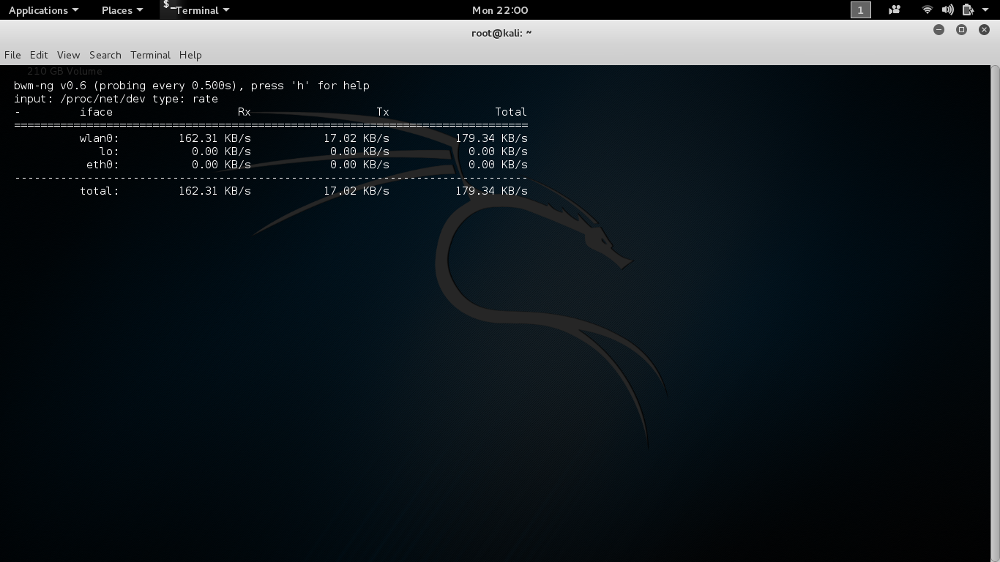 Applications Places $_ Terminal Mon 22:00 1
root@kali: ~
File Edit View Search Terminal Help
210 GB Volume
bwm-ng v0.6 (probing every 0.500s), press 'h' for help
input: /proc/net/dev type: rate
- iface Rx Tx Total
==============================================================================
wlan0: 162.31 KB/s 17.02 KB/s 179.34 KB/s
lo: 0.00 KB/s 0.00 KB/s 0.00 KB/s
eth0: 0.00 KB/s 0.00 KB/s 0.00 KB/s
------------------------------------------------------------------------------
total: 162.31 KB/s 17.02 KB/s 179.34 KB/s